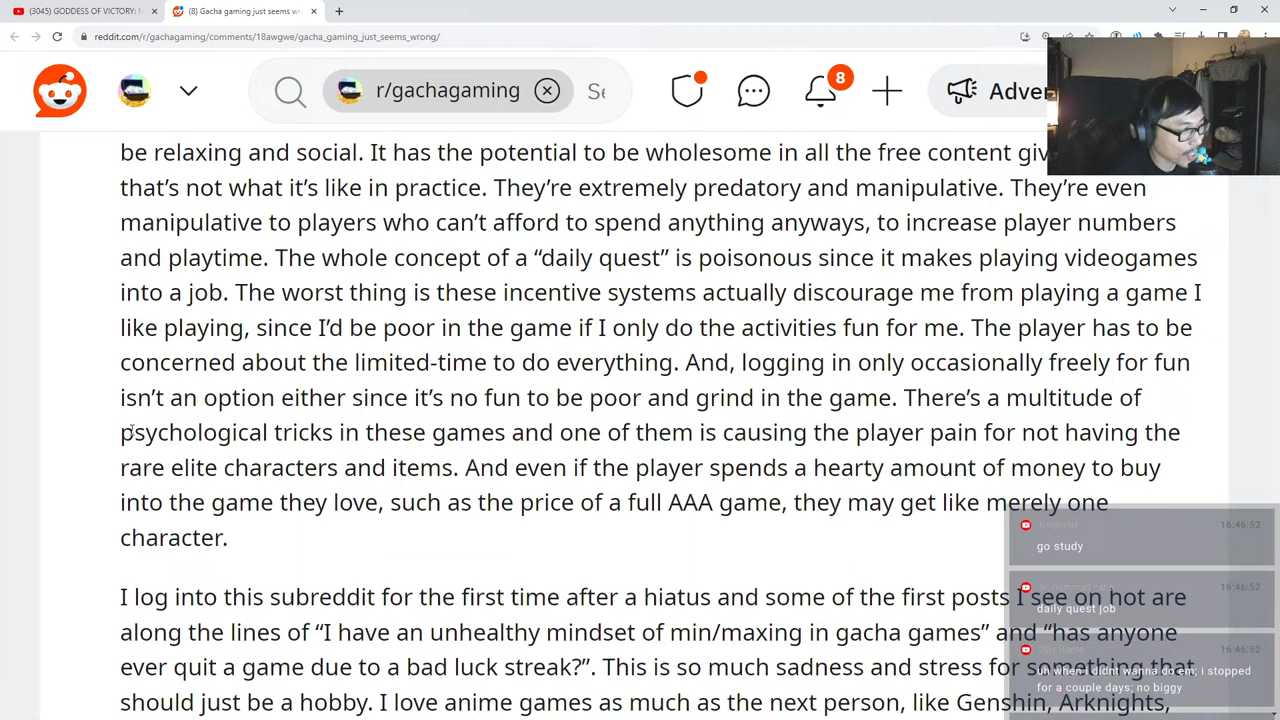 (3045) GODDESS OF VICTORY: 
(8) Gacha gaming just seems wr
reddit.com/r/gachagaming/comments/18awgwe/gacha_gaming_just_seems_wrong/
r/gachagaming
8
be relaxing and social. It has the potential to be wholesome in all the free content
that's not what it's like in practice. They're extremely predatory and manipulative. They're even
manipulative to players who can't afford to spend anything anyways, to increase player numbers
and playtime. The whole concept of a “daily quest” is poisonous since it makes playing videogames
into a job. The worst thing is these incentive systems actually discourage me from playing a game I
like playing, since I'd be poor in the game if I only do the activities fun for me. The player has to be
concerned about the limited-time to do everything. And, logging in only occasionally freely for fun
isn't an option either since it's no fun to be poor and grind in the game. There's a multitude of
psychological tricks in these games and one of them is causing the player pain for not having the
rare elite characters and items. And even if the player spends a hearty amount of money to buy
into the game they love, such as the price of a full AAA game, they may get like merely one
character.
I log into this subreddit for the first time after a hiatus and some of the first posts I see on hot are
along the lines of “I have an unhealthy mindset of min/maxing in gacha games” and “has anyone
ever quit a game due to a bad luck streak?”. This is so much sadness and stress for something that
should just be a hobby. I love anime games as much as the next person, like Genshin, Arknights,
16:46:52
go study
16:46:52
daily quest job
16:46:52
uh when i didnt wanna do em; i stopped
for a couple days; no biggy